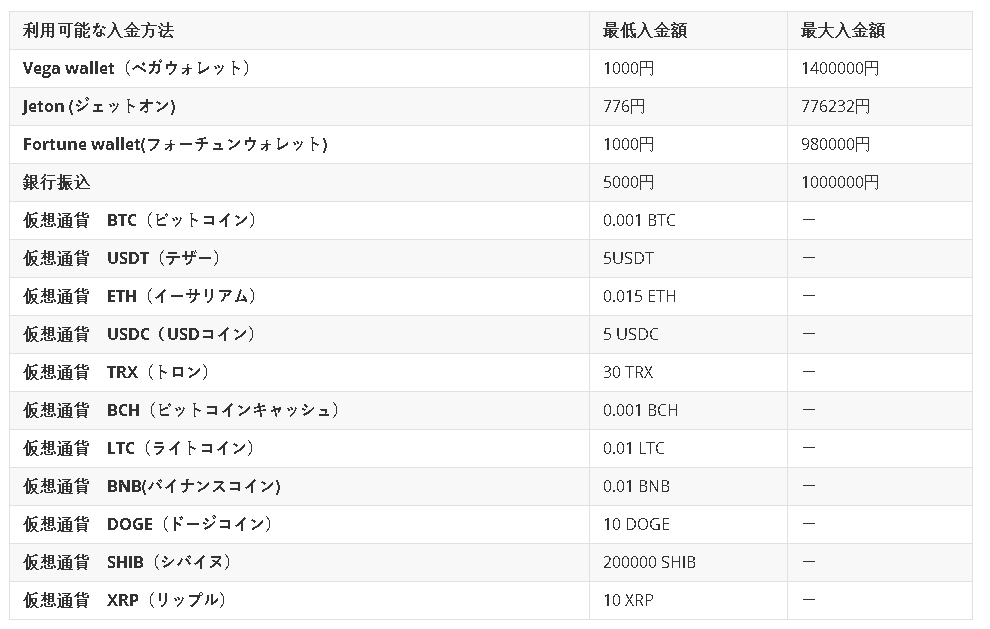 利用可能な入金方法 最低入金額 最大入金額
Vega wallet（ベガウォレット） 1000円 1400000円
Jeton (ジェットオン) 776円 776232円
Fortune wallet(フォーチュンウォレット) 1000円 980000円
銀行振込 5000円 1000000円
仮想通貨　BTC（ビットコイン） 0.001 BTC －
仮想通貨　USDT（テザー） 5USDT －
仮想通貨　ETH（イーサリアム） 0.015 ETH －
仮想通貨　USDC（USDコイン） 5 USDC －
仮想通貨　TRX（トロン） 30 TRX －
仮想通貨　BCH（ビットコインキャッシュ） 0.001 BCH －
仮想通貨　LTC（ライトコイン） 0.01 LTC －
仮想通貨　BNB(バイナンスコイン) 0.01 BNB －
仮想通貨　DOGE（ドージコイン） 10 DOGE －
仮想通貨　SHIB（シバイヌ） 200000 SHIB －
仮想通貨　XRP（リップル） 10 XRP －